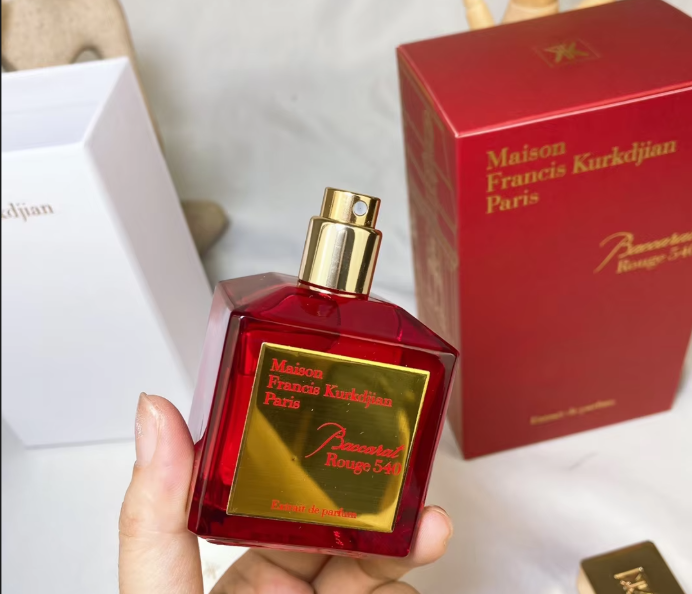 kdjian
Maison
Francis Kurkdjian
Paris
Baccarat
Rouge 540
Extrait de parfum
Maison
Francis Kurkdjian
Paris
Baccarat
Rouge 540
Extrait de parfum